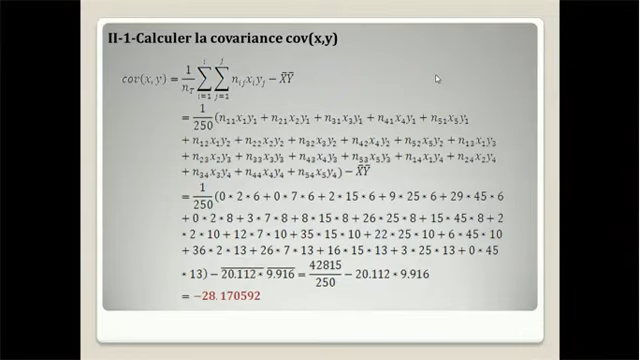 II-1-Calculer la covariance cov(x,y)
cov(x, y) = 1/n_T ∑_{i=1}^{i} ∑_{j=1}^{j} n_{ij}x_iy_j − X̄Ȳ
= 1/250 (n₁₁x₁y₁ + n₂₁x₂y₁ + n₃₁x₃y₁ + n₄₁x₄y₁ + n₅₁x₅y₁
+ n₁₂x₁y₂ + n₂₂x₂y₂ + n₃₂x₃y₂ + n₄₂x₄y₂ + n₅₂x₅y₂ + n₁₃x₁y₃
+ n₂₃x₂y₃ + n₃₃x₃y₃ + n₄₃x₄y₃ + n₅₃x₅y₃ + n₁₄x₁y₄ + n₂₄x₂y₄
+ n₃₄x₃y₄ + n₄₄x₄y₄ + n₅₄x₅y₄) − X̄Ȳ
= 1/250 (0 * 2 * 6 + 0 * 7 * 6 + 2 * 15 * 6 + 9 * 25 * 6 + 29 * 45 * 6
+ 0 * 2 * 8 + 3 * 7 * 8 + 8 * 15 * 8 + 26 * 25 * 8 + 15 * 45 * 8 + 2
* 2 * 10 + 12 * 7 * 10 + 35 * 15 * 10 + 22 * 25 * 10 + 6 * 45 * 10
+ 36 * 2 * 13 + 26 * 7 * 13 + 16 * 15 * 13 + 3 * 25 * 13 + 0 * 45
* 13) − 20.112 * 9.916 = 42815/250 − 20.112 * 9.916
= −28.170592